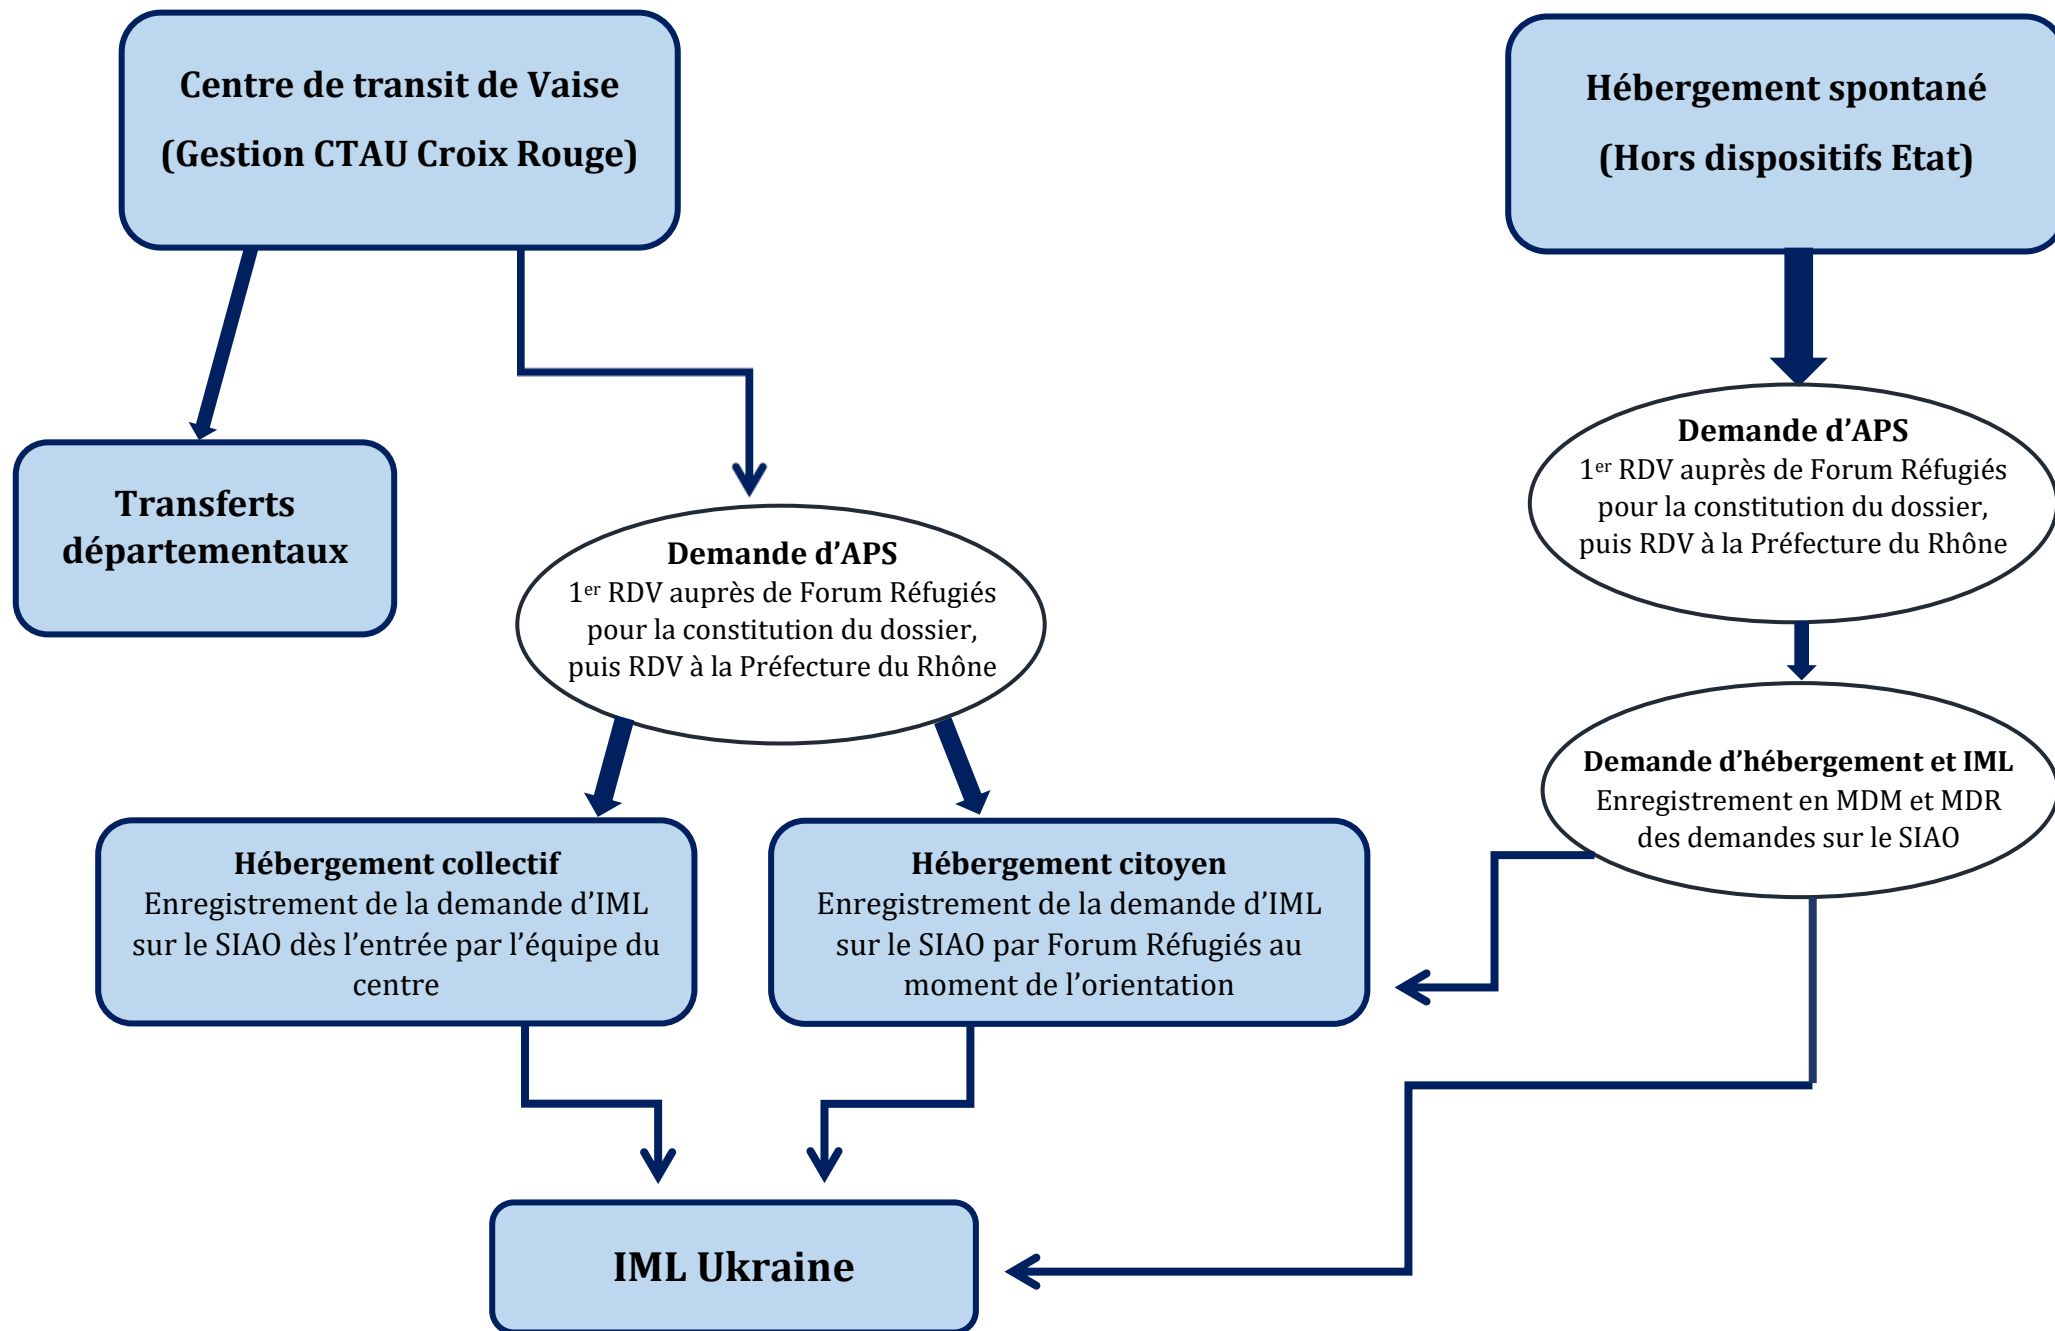 Centre de transit de Vaise
(Gestion CTAU Croix Rouge)
Hébergement spontané
(Hors dispositifs Etat)
Transferts
départementaux
Demande d’APS
1er RDV auprès de Forum Réfugiés
pour la constitution du dossier,
puis RDV à la Préfecture du Rhône
Demande d’APS
1er RDV auprès de Forum Réfugiés
pour la constitution du dossier,
puis RDV à la Préfecture du Rhône
Demande d’hébergement et IML
Enregistrement en MDM et MDR
des demandes sur le SIAO
Hébergement collectif
Enregistrement de la demande d’IML
sur le SIAO dès l’entrée par l’équipe du
centre
Hébergement citoyen
Enregistrement de la demande d’IML
sur le SIAO par Forum Réfugiés au
moment de l’orientation
IML Ukraine